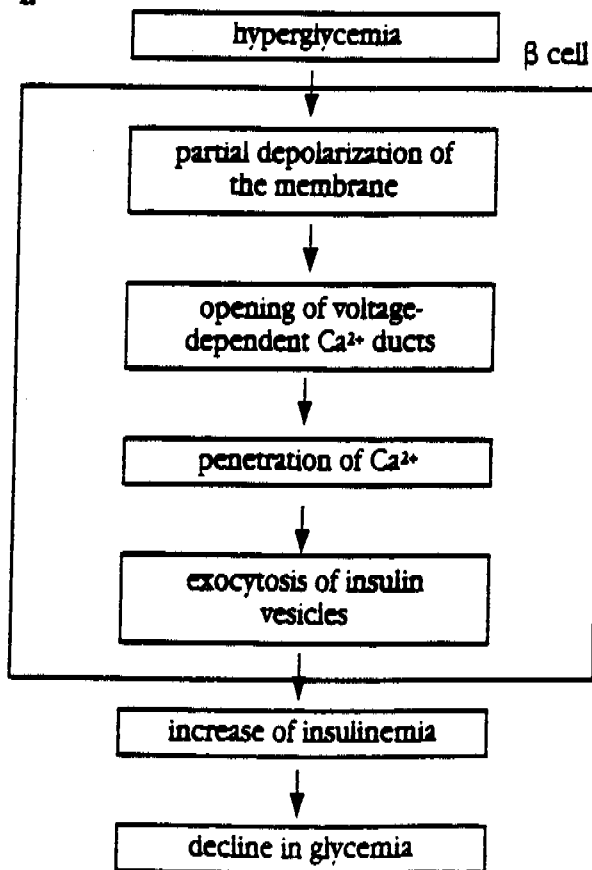 hyperglycemia
β cell
partial depolarization of
the membrane
opening of voltage-
dependent Ca²⁺ ducts
penetration of Ca²⁺
exocytosis of insulin
vesicles
increase of insulinemia
decline in glycemia